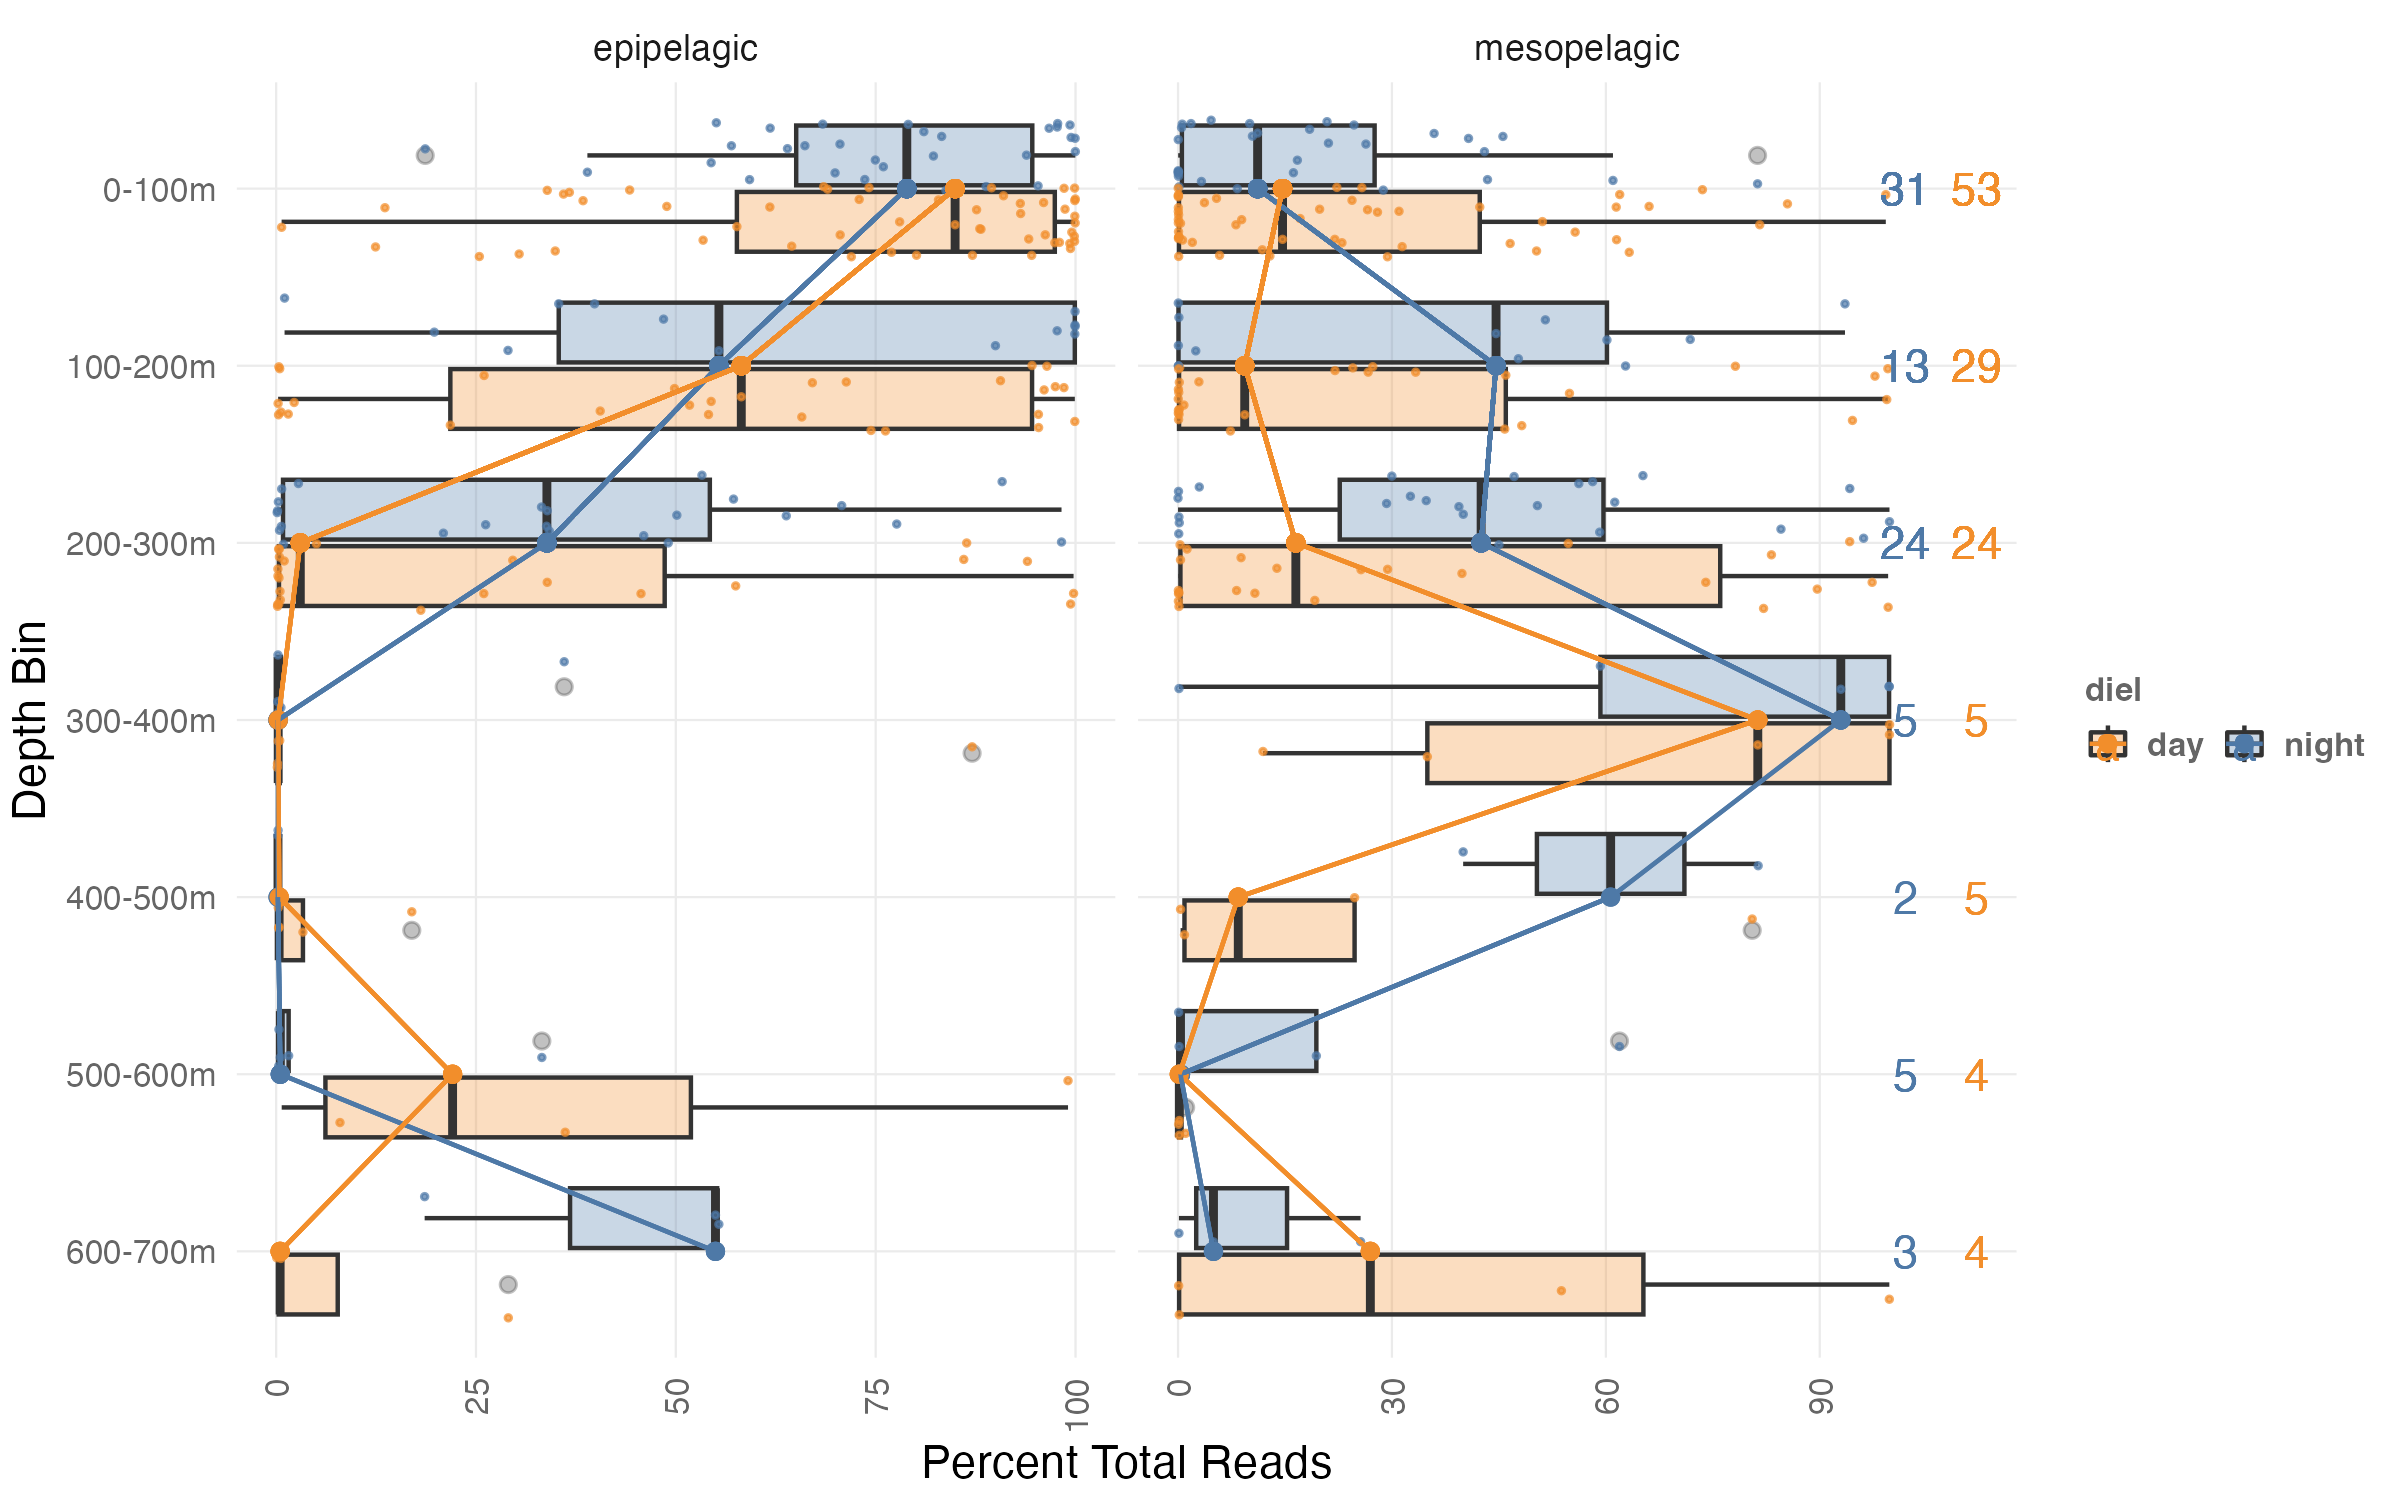 epipelagic mesopelagic
0-100m 31 53
100-200m 13 29
200-300m 24 24
300-400m 5 5
400-500m 2 5
500-600m 5 4
600-700m 3 4
Depth Bin
0 25 50 75 100 0 30 60 90
Percent Total Reads
diel
day night